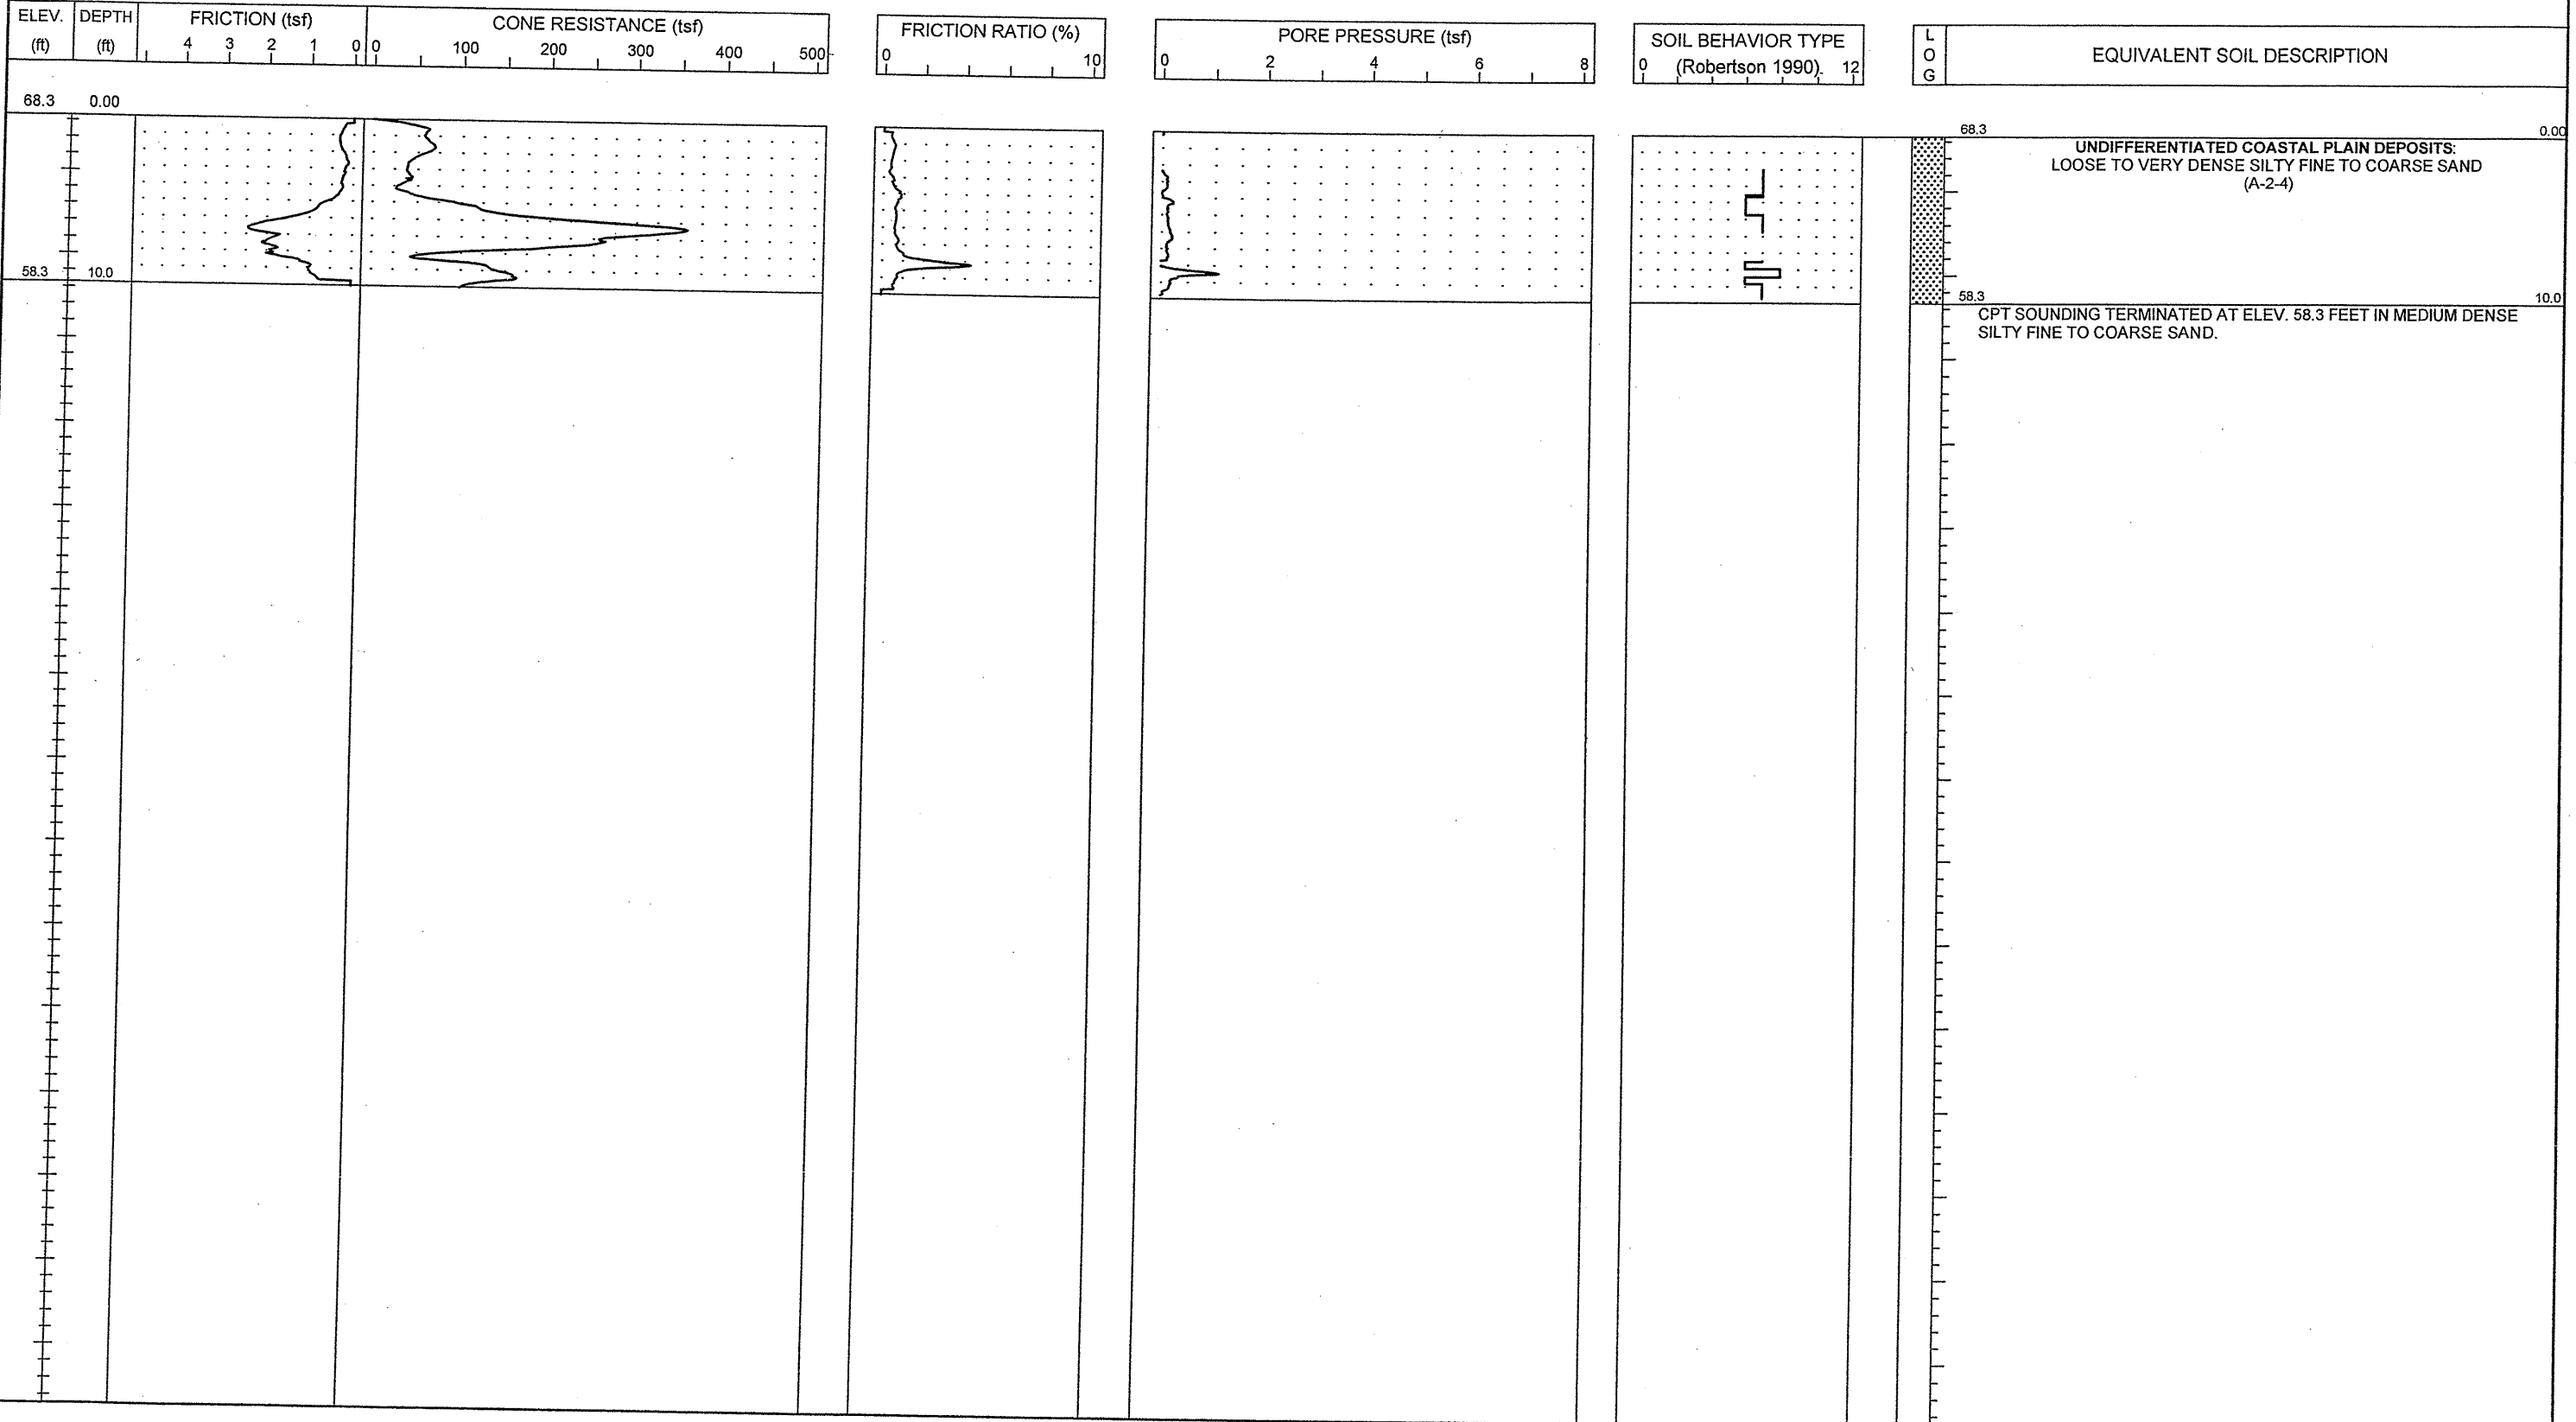 ELEV. DEPTH FRICTION (tsf) CONE RESISTANCE (tsf) FRICTION RATIO (%) PORE PRESSURE (tsf) SOIL BEHAVIOR TYPE L EQUIVALENT SOIL DESCRIPTION
(ft) (ft) 4 3 2 1 0 0 100 200 300 400 500 0 10 0 2 4 6 8 0 (Robertson 1990) 12 O
G
68.3 0.00
68.3 0.00
UNDIFFERENTIATED COASTAL PLAIN DEPOSITS:
LOOSE TO VERY DENSE SILTY FINE TO COARSE SAND
(A-2-4)
58.3 10.0
58.3 10.0
CPT SOUNDING TERMINATED AT ELEV. 58.3 FEET IN MEDIUM DENSE
SILTY FINE TO COARSE SAND.